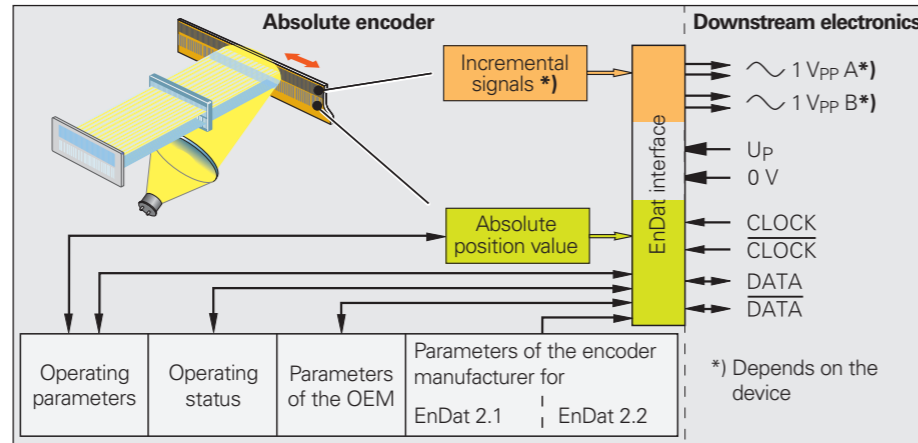 Absolute encoder
Downstream electronics
Incremental
signals *)
1 VPP A*)
1 VPP B*)
UP
0 V
EnDat interface
Absolute
position value
CLOCK
CLOCK
DATA
DATA
Operating
parameters
Operating
status
Parameters
of the OEM
Parameters of the encoder
manufacturer for
EnDat 2.1
EnDat 2.2
*) Depends on the
device